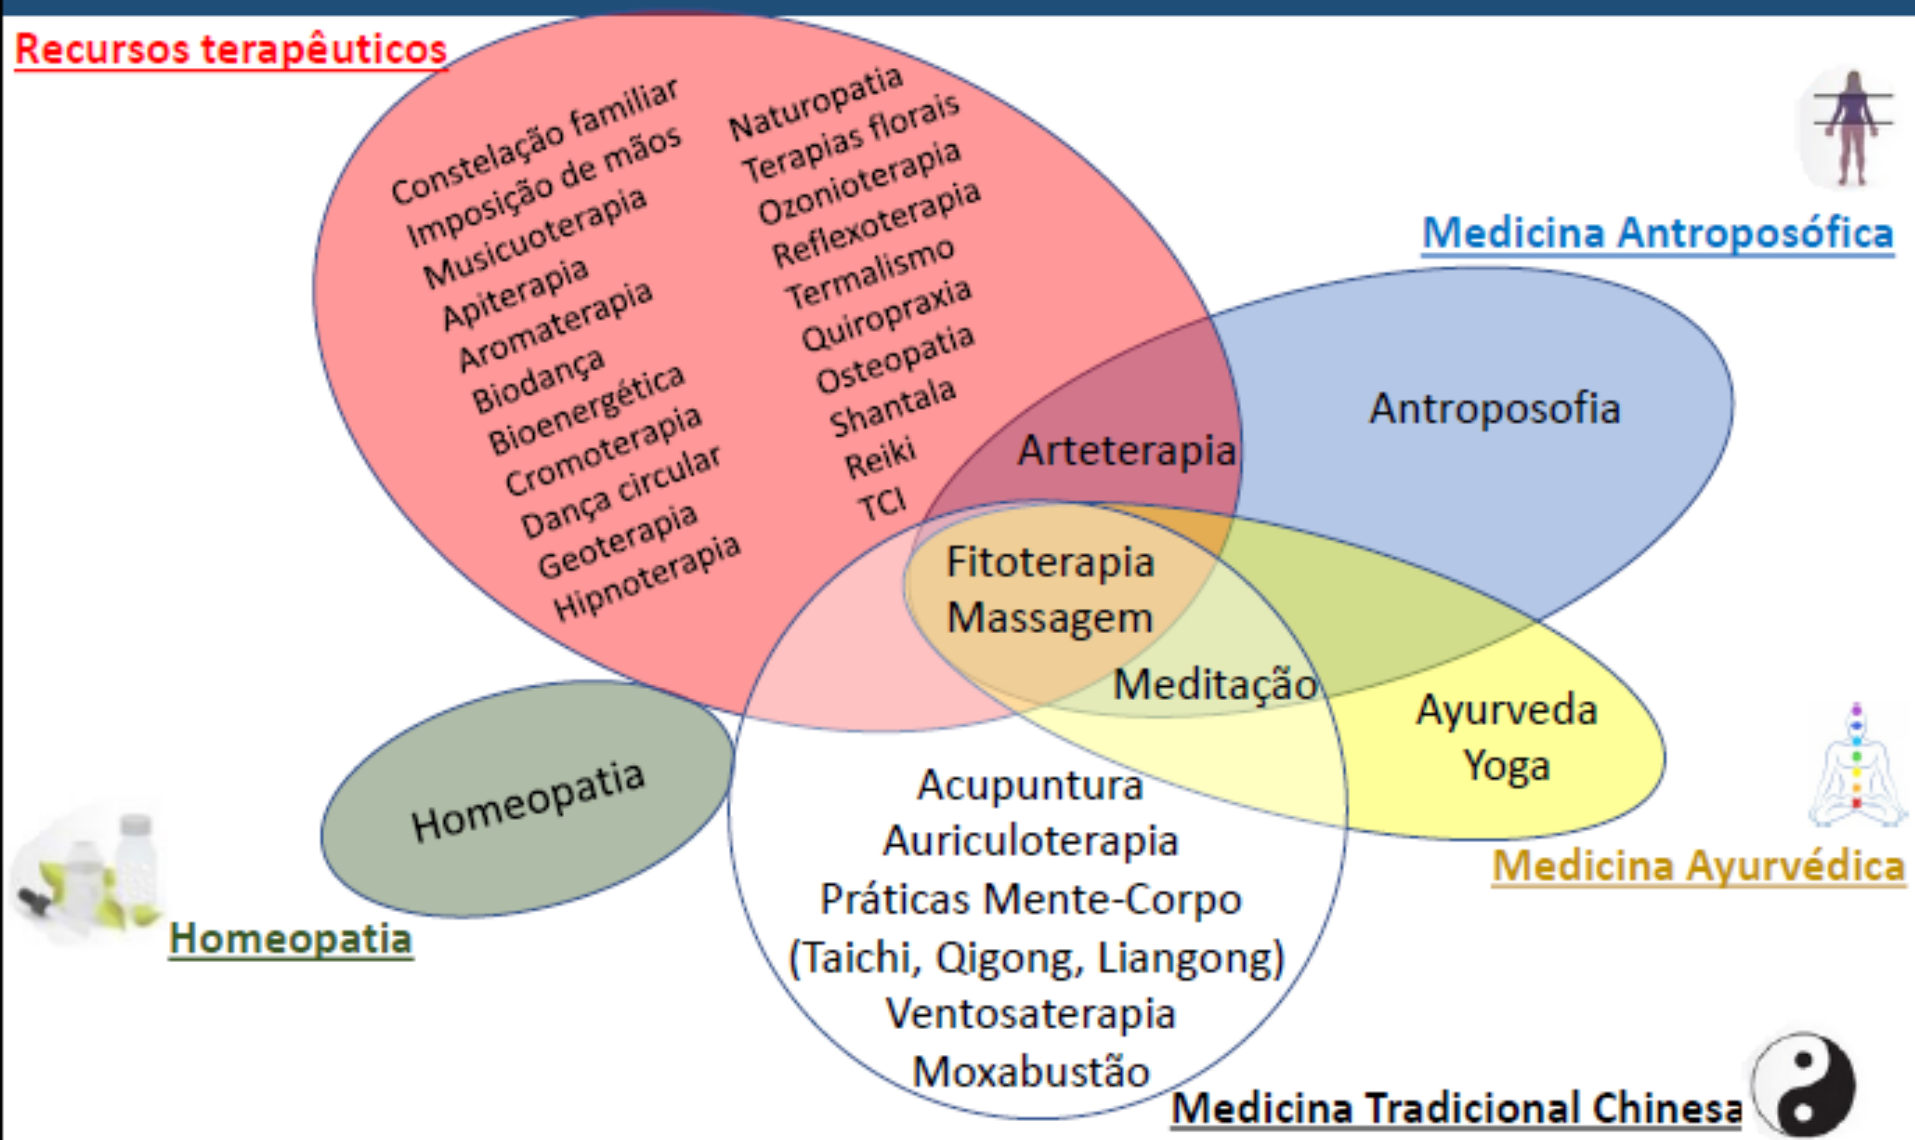 Recursos terapêuticos
Constelação familiar
Imposição de mãos
Musicuoterapia
Apiterapia
Aromaterapia
Biodança
Bioenergética
Cromoterapia
Dança circular
Geoterapia
Hipnoterapia
Naturopatia
Terapias florais
Ozonioterapia
Reflexoterapia
Termalismo
Quiropraxia
Osteopatia
Shantala
Reiki
TCI
Medicina Antroposófica
Antroposofia
Arteterapia
Fitoterapia
Massagem
Meditação
Ayurveda
Yoga
Medicina Ayurvédica
Homeopatia
Homeopatia
Acupuntura
Auriculoterapia
Práticas Mente-Corpo
(Taichi, Qigong, Liangong)
Ventosaterapia
Moxabustão
Medicina Tradicional Chinesa